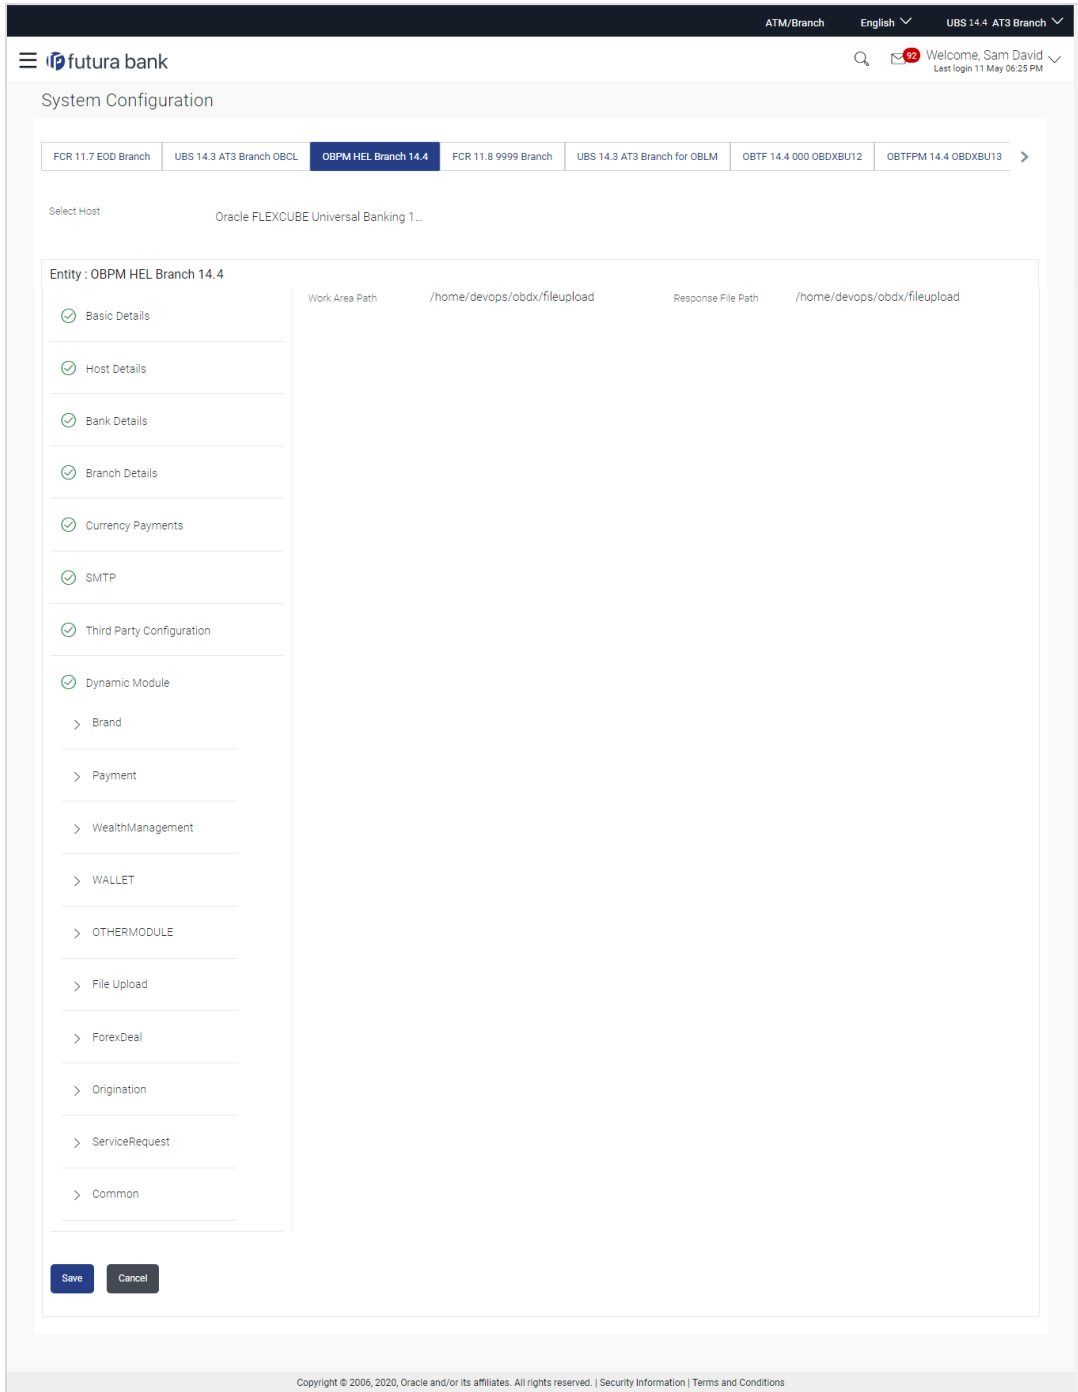 ATM/Branch English UBS 14.4 AT3 Branch
futura bank 92 Welcome, Sam David
Last login 11 May 06:25 PM
System Configuration
FCR 11.7 EOD Branch UBS 14.3 AT3 Branch OBCL OBPM HEL Branch 14.4 FCR 11.8 9999 Branch UBS 14.3 AT3 Branch for OBLM OBTF 14.4 000 OBDXBU12 OBTFPM 14.4 OBDXBU13
Select Host Oracle FLEXCUBE Universal Banking 1...
Entity : OBPM HEL Branch 14.4
Work Area Path /home/devops/obdx/fileupload Response File Path /home/devops/obdx/fileupload
Basic Details
Host Details
Bank Details
Branch Details
Currency Payments
SMTP
Third Party Configuration
Dynamic Module
Brand
Payment
WealthManagement
WALLET
OTHERMODULE
File Upload
ForexDeal
Origination
ServiceRequest
Common
Save Cancel
Copyright © 2006, 2020, Oracle and/or its affiliates. All rights reserved. | Security Information | Terms and Conditions